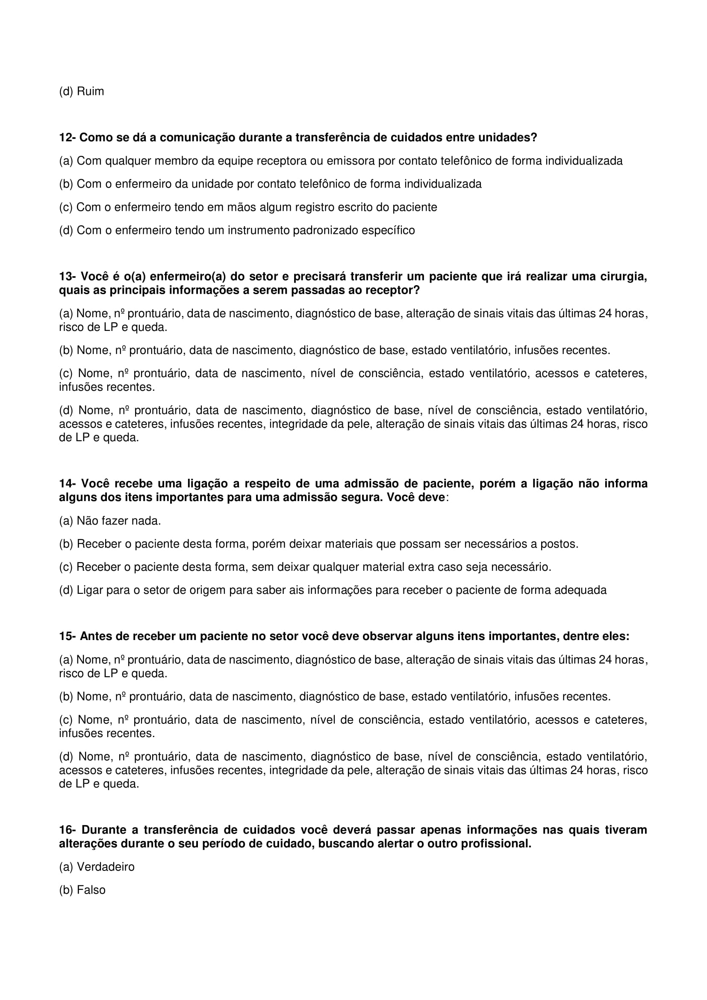 (d) Ruim
12- Como se dá a comunicação durante a transferência de cuidados entre unidades?
(a) Com qualquer membro da equipe receptora ou emissora por contato telefônico de forma individualizada
(b) Com o enfermeiro da unidade por contato telefônico de forma individualizada
(c) Com o enfermeiro tendo em mãos algum registro escrito do paciente
(d) Com o enfermeiro tendo um instrumento padronizado específico
13- Você é o(a) enfermeiro(a) do setor e precisará transferir um paciente que irá realizar uma cirurgia,
quais as principais informações a serem passadas ao receptor?
(a) Nome, nº prontuário, data de nascimento, diagnóstico de base, alteração de sinais vitais das últimas 24 horas,
risco de LP e queda.
(b) Nome, nº prontuário, data de nascimento, diagnóstico de base, estado ventilatório, infusões recentes.
(c) Nome, nº prontuário, data de nascimento, nível de consciência, estado ventilatório, acessos e cateteres,
infusões recentes.
(d) Nome, nº prontuário, data de nascimento, diagnóstico de base, nível de consciência, estado ventilatório,
acessos e cateteres, infusões recentes, integridade da pele, alteração de sinais vitais das últimas 24 horas, risco
de LP e queda.
14- Você recebe uma ligação a respeito de uma admissão de paciente, porém a ligação não informa
alguns dos itens importantes para uma admissão segura. Você deve:
(a) Não fazer nada.
(b) Receber o paciente desta forma, porém deixar materiais que possam ser necessários a postos.
(c) Receber o paciente desta forma, sem deixar qualquer material extra caso seja necessário.
(d) Ligar para o setor de origem para saber ais informações para receber o paciente de forma adequada
15- Antes de receber um paciente no setor você deve observar alguns itens importantes, dentre eles:
(a) Nome, nº prontuário, data de nascimento, diagnóstico de base, alteração de sinais vitais das últimas 24 horas,
risco de LP e queda.
(b) Nome, nº prontuário, data de nascimento, diagnóstico de base, estado ventilatório, infusões recentes.
(c) Nome, nº prontuário, data de nascimento, nível de consciência, estado ventilatório, acessos e cateteres,
infusões recentes.
(d) Nome, nº prontuário, data de nascimento, diagnóstico de base, nível de consciência, estado ventilatório,
acessos e cateteres, infusões recentes, integridade da pele, alteração de sinais vitais das últimas 24 horas, risco
de LP e queda.
16- Durante a transferência de cuidados você deverá passar apenas informações nas quais tiveram
alterações durante o seu período de cuidado, buscando alertar o outro profissional.
(a) Verdadeiro
(b) Falso